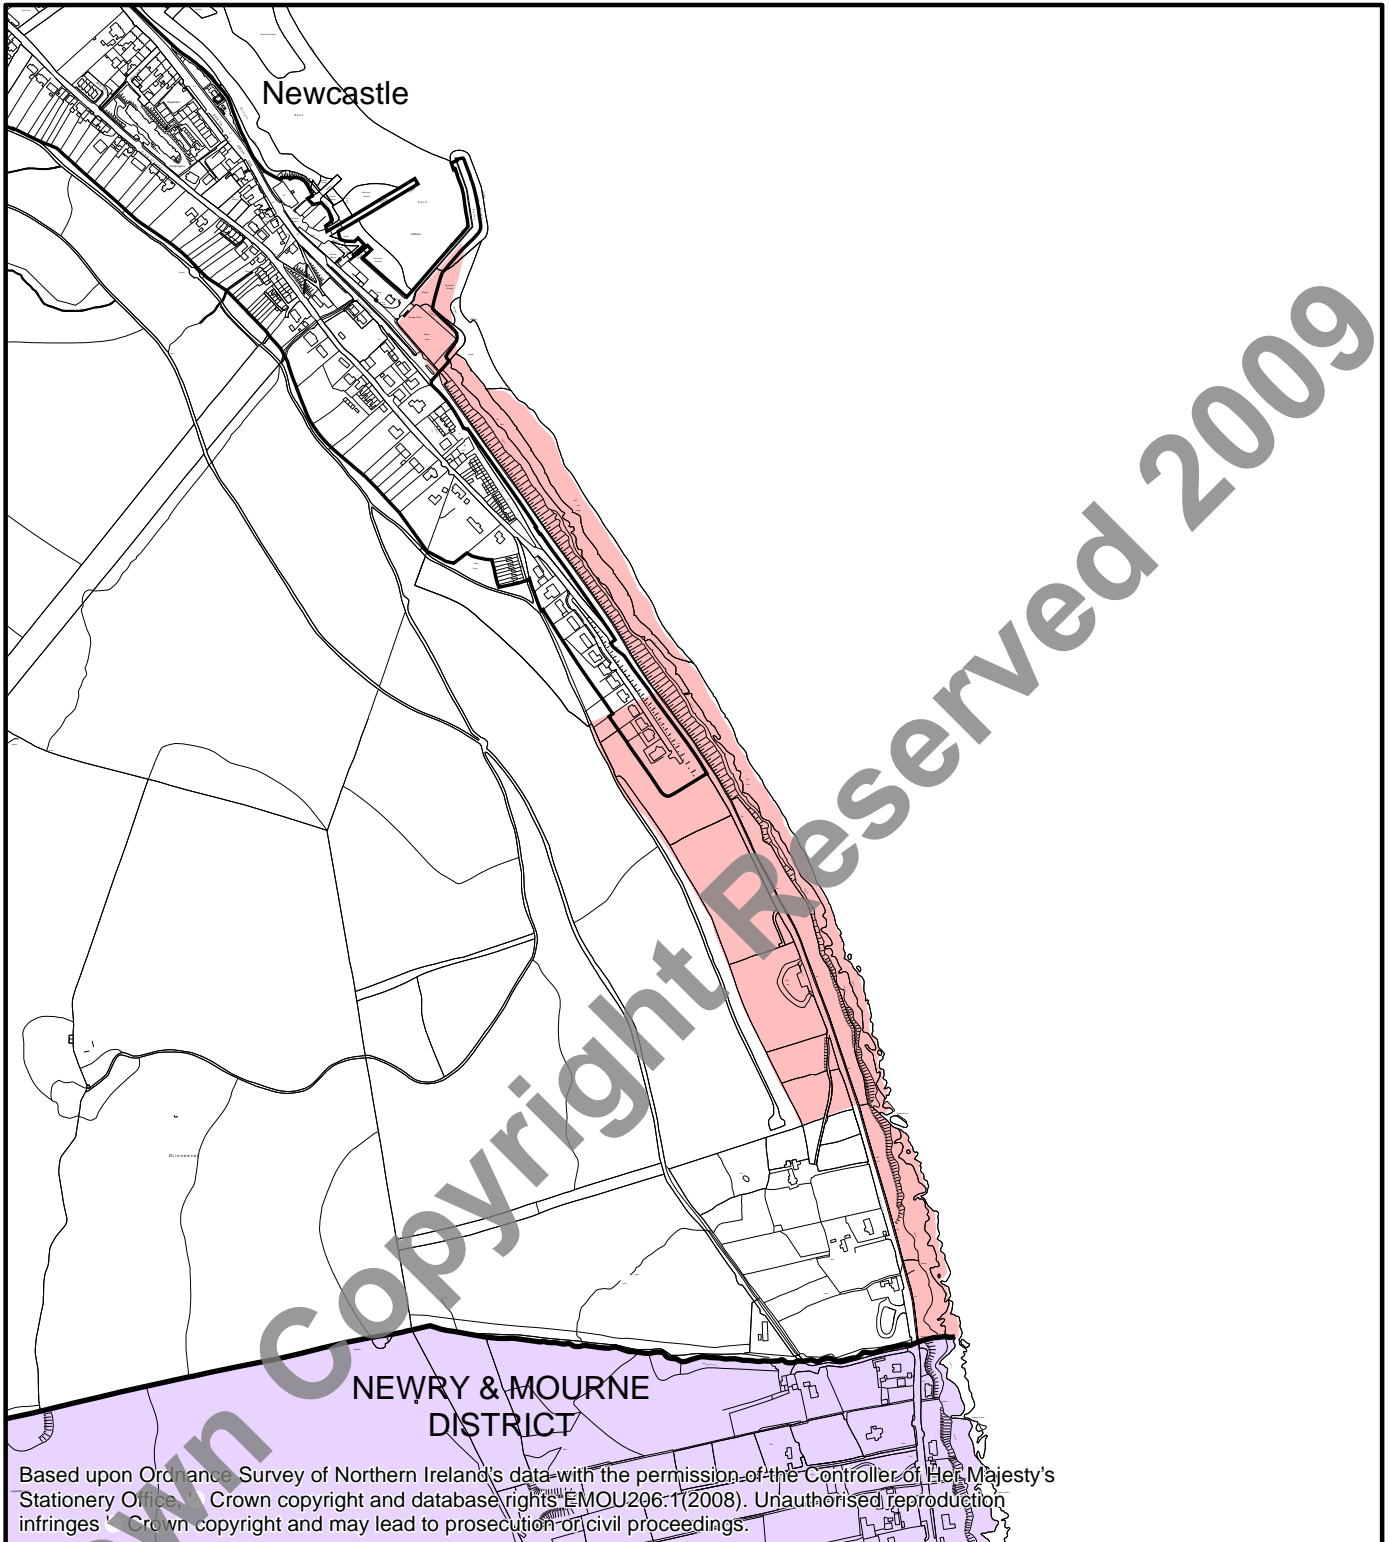 Newcastle
Drinneevar
NEWRY & MOURNE
DISTRICT
Based upon Ordnance Survey of Northern Ireland's data with the permission of the Controller of Her Majesty's
Stationery Office, ' Crown copyright and database rights EMOU206.1(2008). Unauthorised reproduction
infringes ' Crown copyright and may lead to prosecution or civil proceedings.
own Copyright Reserved 2009